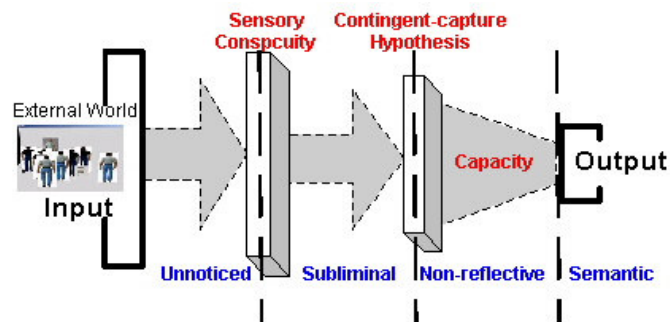 Sensory
Conspcuity
Contingent-capture
Hypothesis
External World
Input
Capacity
Output
Unnoticed
Subliminal
Non-reflective
Semantic